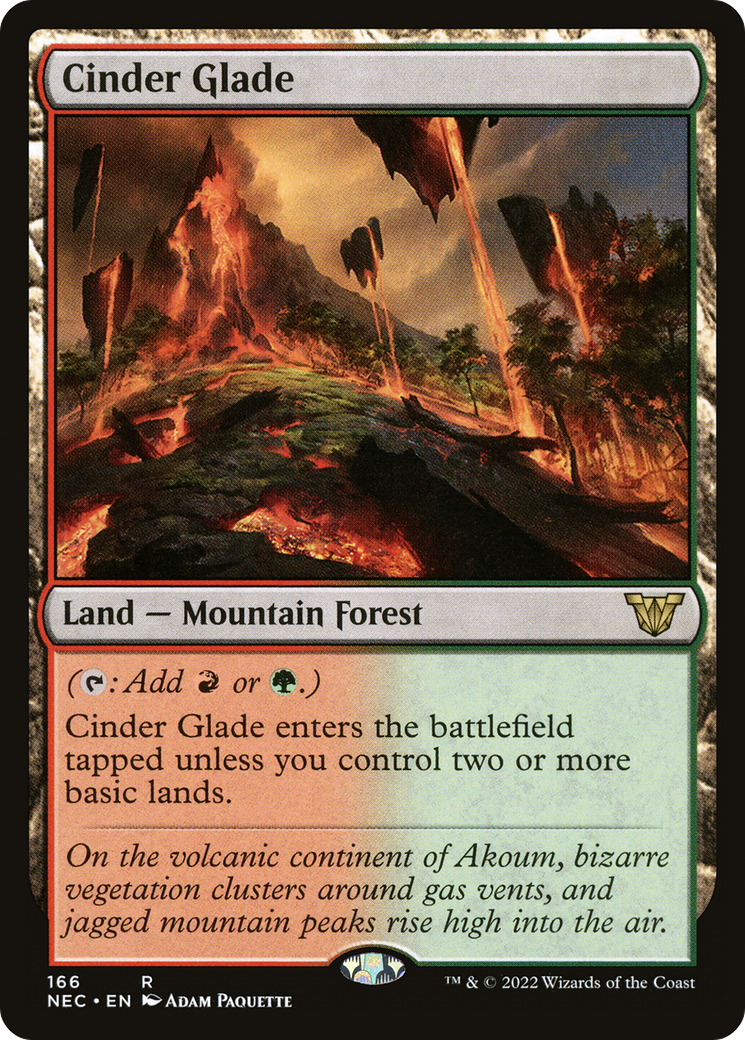 Cinder Glade
Land — Mountain Forest
(: Add or .)
Cinder Glade enters the battlefield
tapped unless you control two or more
basic lands.
On the volcanic continent of Akoum, bizarre
vegetation clusters around gas vents, and
jagged mountain peaks rise high into the air.
166 R
NEC • EN Adam Paquette
™ & © 2022 Wizards of the Coast